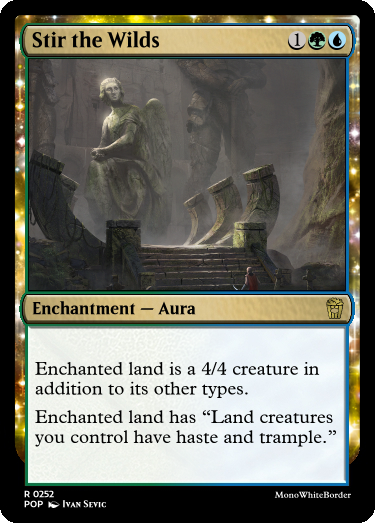 Stir the Wilds 1
Enchantment — Aura
Enchanted land is a 4/4 creature in
addition to its other types.
Enchanted land has “Land creatures
you control have haste and trample.”
R 0252
POP Ivan Sevic
MonoWhiteBorder